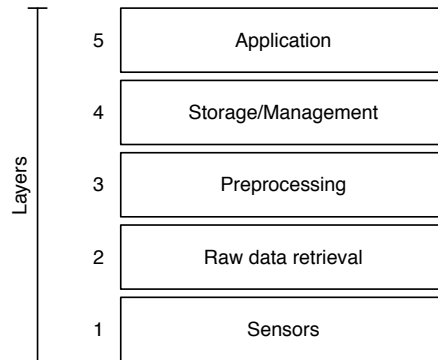 Layers
5 Application
4 Storage/Management
3 Preprocessing
2 Raw data retrieval
1 Sensors